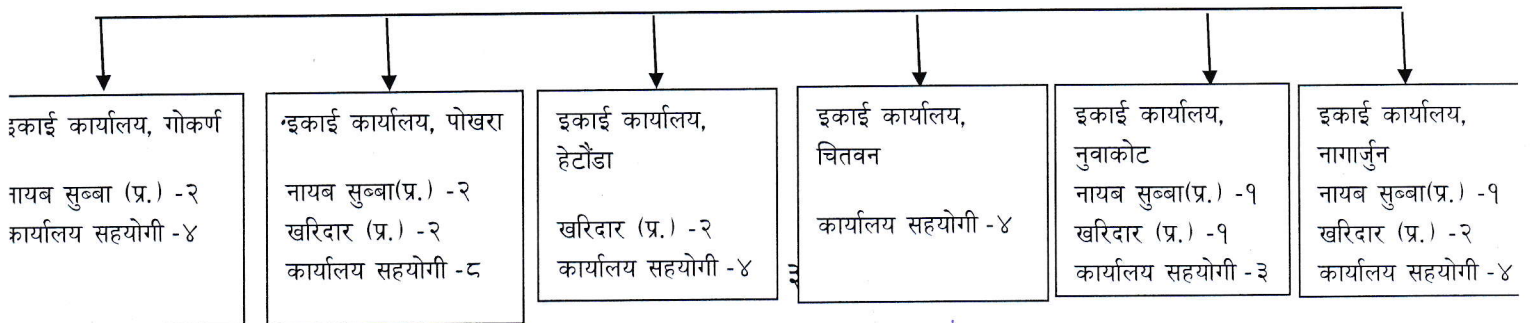 इकाई कार्यालय, गोकर्ण
नायब सुब्बा (प्र.) -२
कार्यालय सहयोगी -४
इकाई कार्यालय, पोखरा
नायब सुब्बा(प्र.) -२
खरिदार (प्र.) -२
कार्यालय सहयोगी -८
इकाई कार्यालय,
हेटौंडा
खरिदार (प्र.) -२
कार्यालय सहयोगी -४
३
इकाई कार्यालय,
चितवन
कार्यालय सहयोगी -४
इकाई कार्यालय,
नुवाकोट
नायब सुब्बा(प्र.) -१
खरिदार (प्र.) -१
कार्यालय सहयोगी -३
इकाई कार्यालय,
नागार्जुन
नायब सुब्बा(प्र.) -१
खरिदार (प्र.) -२
कार्यालय सहयोगी -४